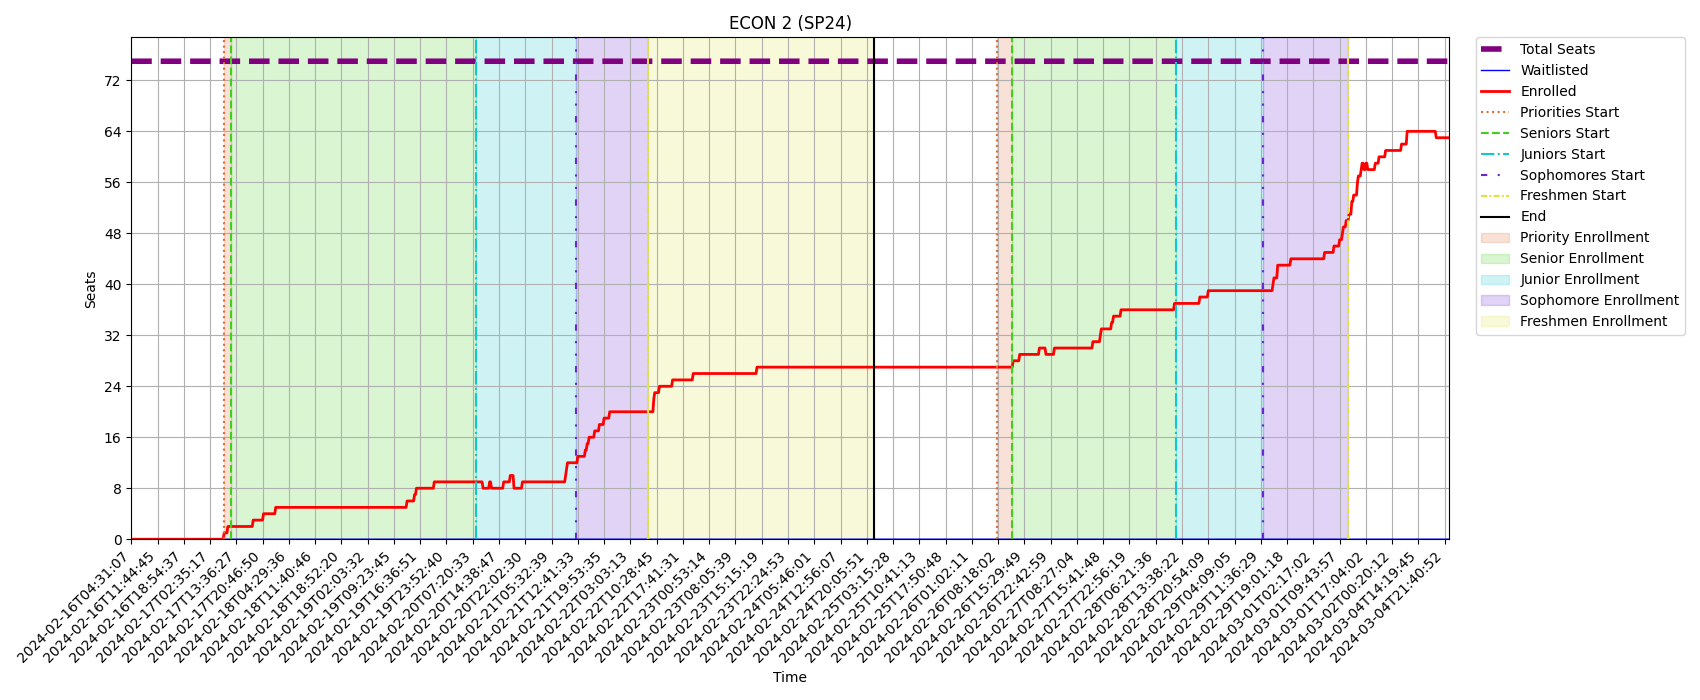 ECON 2 (SP24)
Seats
72
64
56
48
40
32
24
16
8
0
2024-02-16T04:31:07
2024-02-16T11:44:45
2024-02-16T18:54:37
2024-02-17T02:35:17
2024-02-17T13:36:27
2024-02-17T20:46:50
2024-02-18T04:29:36
2024-02-18T11:40:46
2024-02-18T18:52:20
2024-02-19T02:03:32
2024-02-19T09:23:45
2024-02-19T16:36:51
2024-02-19T23:52:40
2024-02-20T07:20:33
2024-02-20T14:38:47
2024-02-20T22:02:30
2024-02-21T05:32:39
2024-02-21T12:41:33
2024-02-21T19:53:35
2024-02-22T03:03:13
2024-02-22T10:28:45
2024-02-22T17:41:31
2024-02-23T00:53:14
2024-02-23T08:05:39
2024-02-23T15:15:19
2024-02-23T22:24:53
2024-02-24T05:46:01
2024-02-24T12:56:07
2024-02-24T20:05:51
2024-02-25T03:15:28
2024-02-25T10:41:13
2024-02-25T17:50:48
2024-02-26T01:02:11
2024-02-26T08:18:02
2024-02-26T15:29:49
2024-02-26T22:42:59
2024-02-27T08:27:04
2024-02-27T15:41:48
2024-02-27T22:56:19
2024-02-28T06:21:36
2024-02-28T13:38:22
2024-02-28T20:54:09
2024-02-29T04:09:05
2024-02-29T11:36:29
2024-02-29T19:01:18
2024-03-01T02:17:02
2024-03-01T09:43:57
2024-03-01T17:04:02
2024-03-02T00:20:12
2024-03-04T14:19:45
2024-03-04T21:40:52
Time
Total Seats
Waitlisted
Enrolled
Priorities Start
Seniors Start
Juniors Start
Sophomores Start
Freshmen Start
End
Priority Enrollment
Senior Enrollment
Junior Enrollment
Sophomore Enrollment
Freshmen Enrollment